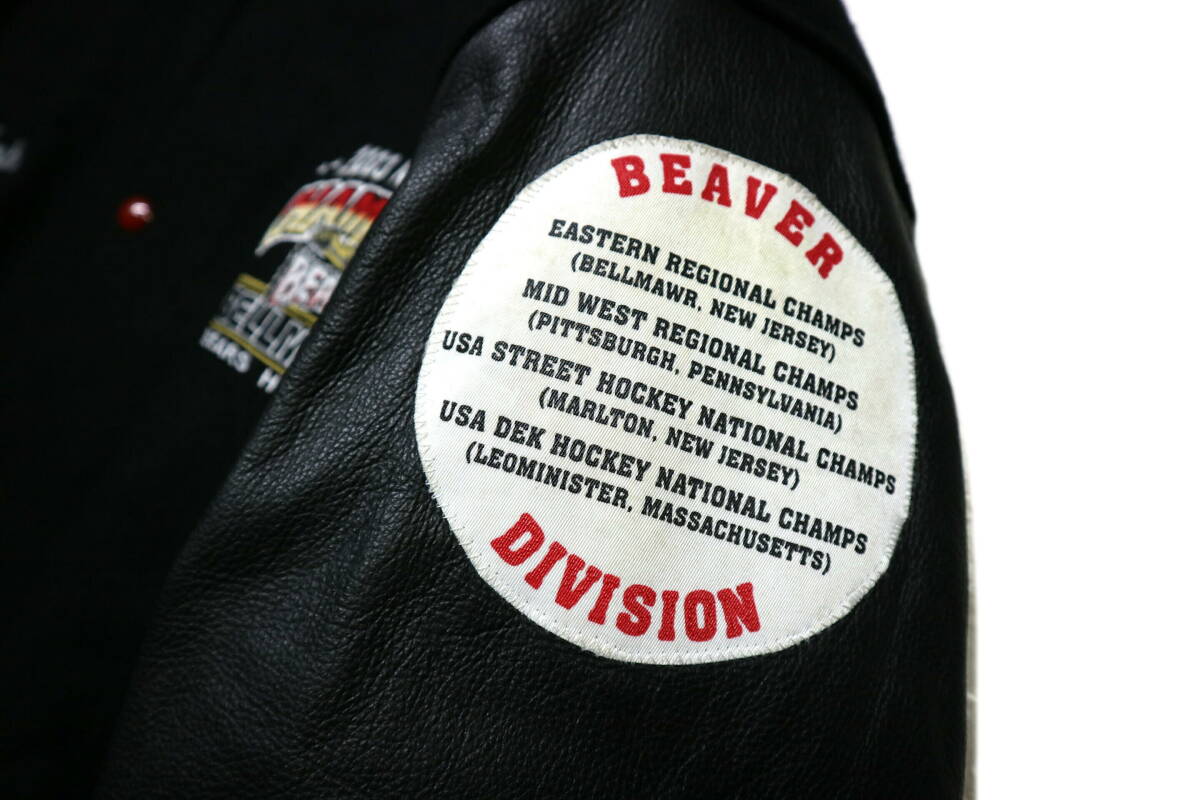 BEAVER
EASTERN REGIONAL CHAMPS
(BELLMAWR, NEW JERSEY)
MID WEST REGIONAL CHAMPS
(PITTSBURGH, PENNSYLVANIA)
USA STREET HOCKEY NATIONAL CHAMPS
(MARLTON, NEW JERSEY)
USA DEK HOCKEY NATIONAL CHAMPS
(LEOMINISTER, MASSACHUSETTS)
DIVISION